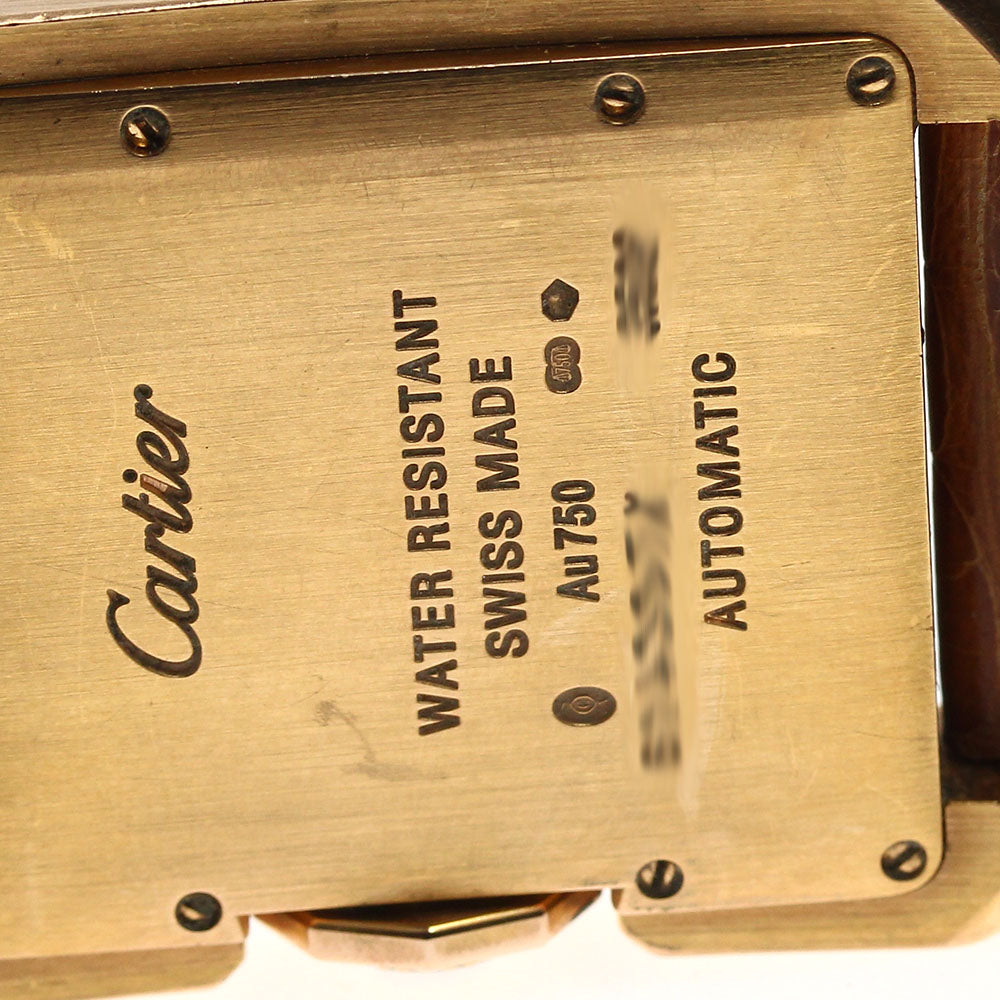 Cartier
WATER RESISTANT
SWISS MADE
Au750
750
AUTOMATIC